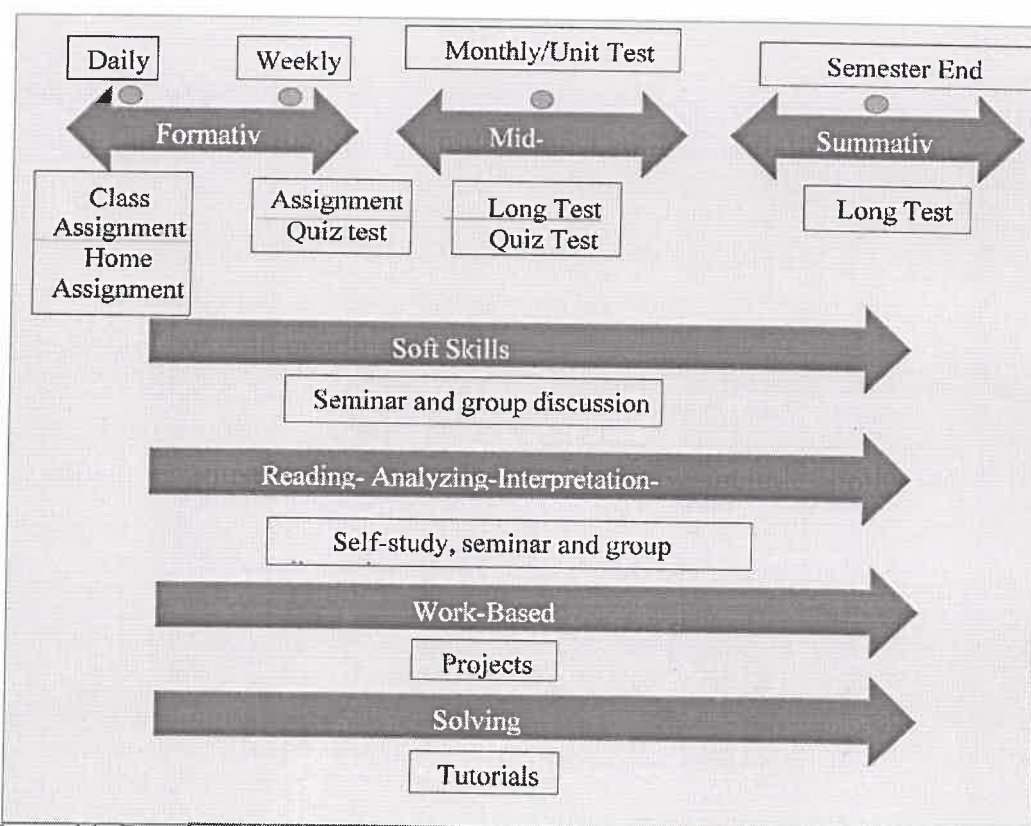 Daily
Weekly
Monthly/Unit Test
Semester End
Formativ
Mid-
Summativ
Class
Assignment
Home
Assignment
Assignment
Quiz test
Long Test
Quiz Test
Long Test
Soft Skills
Seminar and group discussion
Reading- Analyzing-Interpretation-
Self-study, seminar and group
Work-Based
Projects
Solving
Tutorials